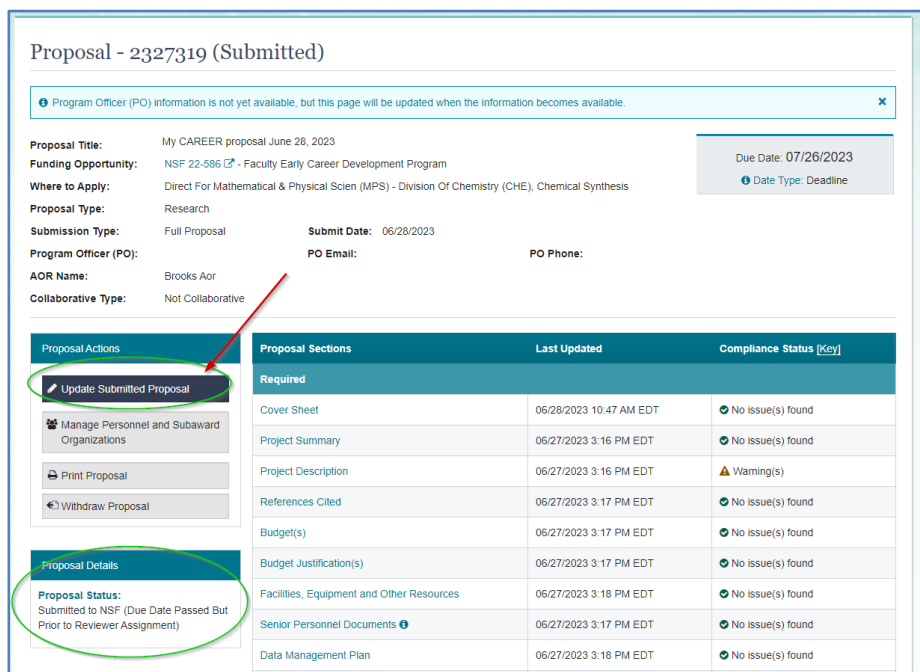 Proposal - 2327319 (Submitted)
Program Officer (PO) information is not yet available, but this page will be updated when the information becomes available.
Proposal Title: My CAREER proposal June 28, 2023
Funding Opportunity: NSF 22-586 - Faculty Early Career Development Program
Where to Apply: Direct For Mathematical & Physical Scien (MPS) - Division Of Chemistry (CHE), Chemical Synthesis
Proposal Type: Research
Submission Type: Full Proposal Submit Date: 06/28/2023
Program Officer (PO): PO Email: PO Phone:
AOR Name: Brooks Aor
Collaborative Type: Not Collaborative
Due Date: 07/26/2023
Date Type: Deadline
Proposal Actions
Update Submitted Proposal
Manage Personnel and Subaward
Organizations
Print Proposal
Withdraw Proposal
Proposal Details
Proposal Status:
Submitted to NSF (Due Date Passed But
Prior to Reviewer Assignment)
Proposal Sections Last Updated Compliance Status [Key]
Required
Cover Sheet 06/28/2023 10:47 AM EDT No issue(s) found
Project Summary 06/27/2023 3:16 PM EDT No issue(s) found
Project Description 06/27/2023 3:16 PM EDT Warning(s)
References Cited 06/27/2023 3:17 PM EDT No issue(s) found
Budget(s) 06/27/2023 3:17 PM EDT No issue(s) found
Budget Justification(s) 06/27/2023 3:17 PM EDT No issue(s) found
Facilities, Equipment and Other Resources 06/27/2023 3:18 PM EDT No issue(s) found
Senior Personnel Documents 06/27/2023 3:17 PM EDT No issue(s) found
Data Management Plan 06/27/2023 3:18 PM EDT No issue(s) found